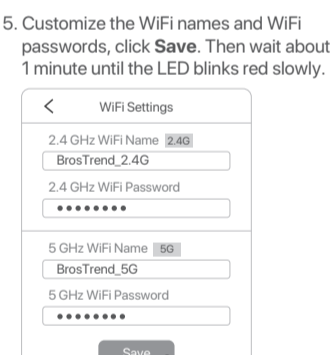 5. Customize the WiFi names and WiFi
passwords, click Save. Then wait about
1 minute until the LED blinks red slowly.
WiFi Settings
2.4 GHz WiFi Name 2.4G
BrosTrend_2.4G
2.4 GHz WiFi Password
●●●●●●●●
5 GHz WiFi Name 5G
BrosTrend_5G
5 GHz WiFi Password
●●●●●●●●
Save